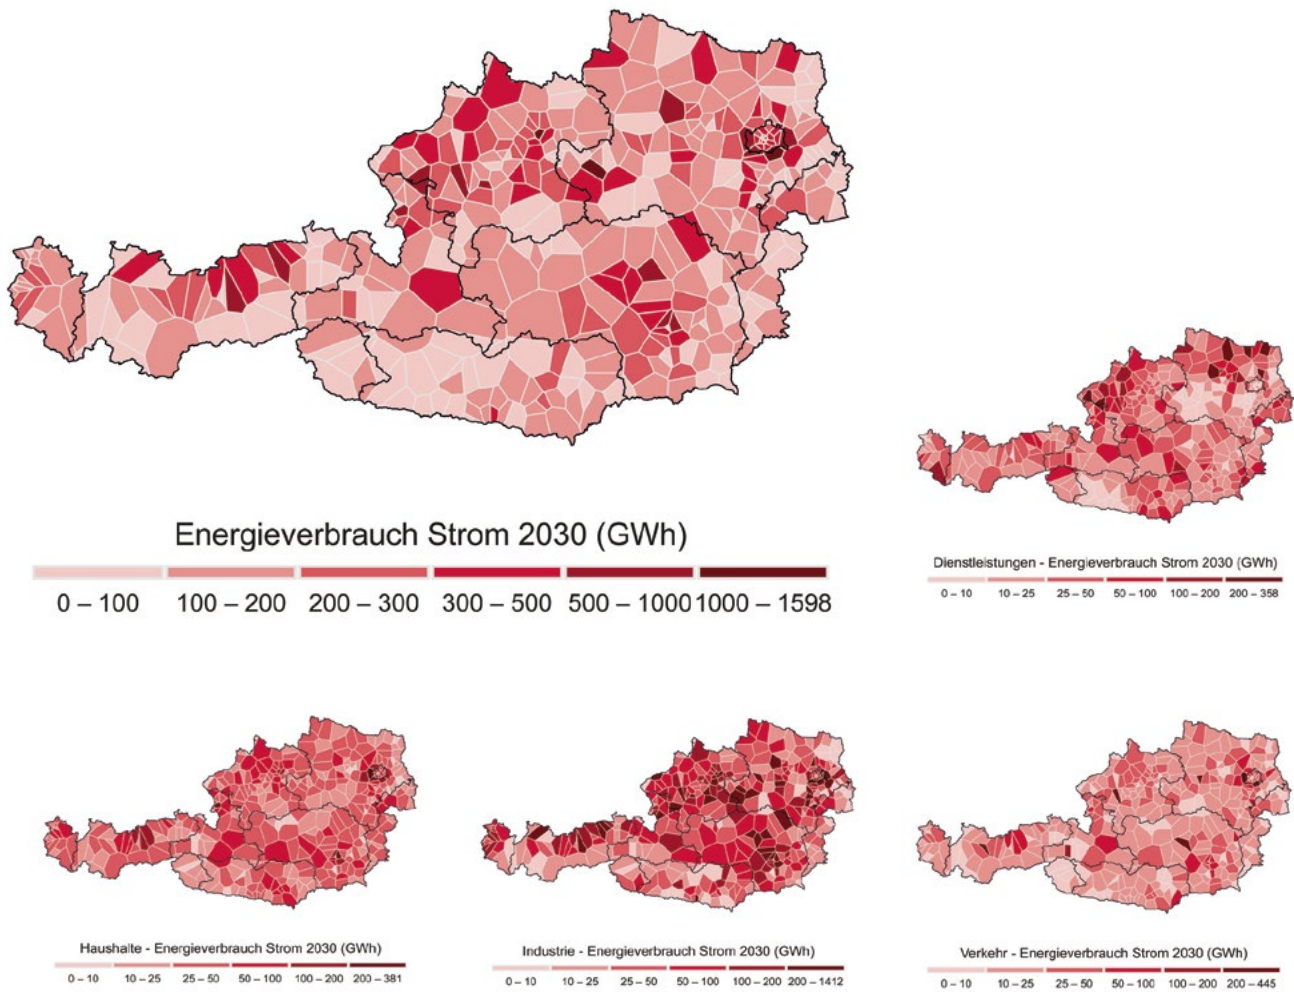 Energieverbrauch Strom 2030 (GWh)
0 – 100 100 – 200 200 – 300 300 – 500 500 – 1000 1000 – 1598
Dienstleistungen - Energieverbrauch Strom 2030 (GWh)
0 – 10 10 – 25 25 – 50 50 – 100 100 – 200 200 – 358
Haushalte - Energieverbrauch Strom 2030 (GWh)
0 – 10 10 – 25 25 – 50 50 – 100 100 – 200 200 – 381
Industrie - Energieverbrauch Strom 2030 (GWh)
0 – 10 10 – 25 25 – 50 50 – 100 100 – 200 200 – 1412
Verkehr - Energieverbrauch Strom 2030 (GWh)
0 – 10 10 – 25 25 – 50 50 – 100 100 – 200 200 – 445